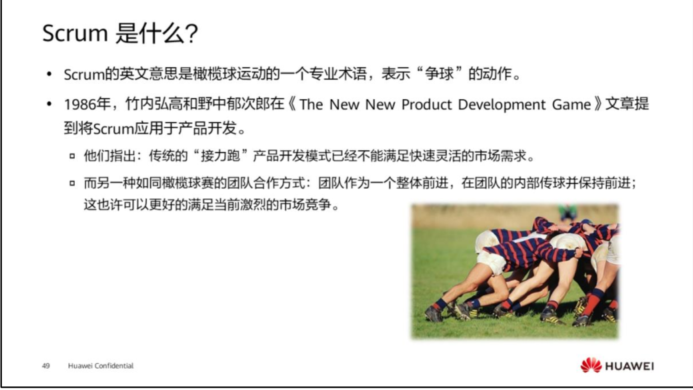 Scrum 是什么？
• Scrum的英文意思是橄榄球运动的一个专业术语，表示“争球”的动作。
• 1986年，竹内弘高和野中郁次郎在《The New New Product Development Game》文章提
到将Scrum应用于产品开发。
▫ 他们指出：传统的“接力跑”产品开发模式已经不能满足快速灵活的市场需求。
▫ 而另一种如同橄榄球赛的团队合作方式：团队作为一个整体前进，在团队的内部传球并保持前进；
这也许可以更好的满足当前激烈的市场竞争。
49 Huawei Confidential
HUAWEI